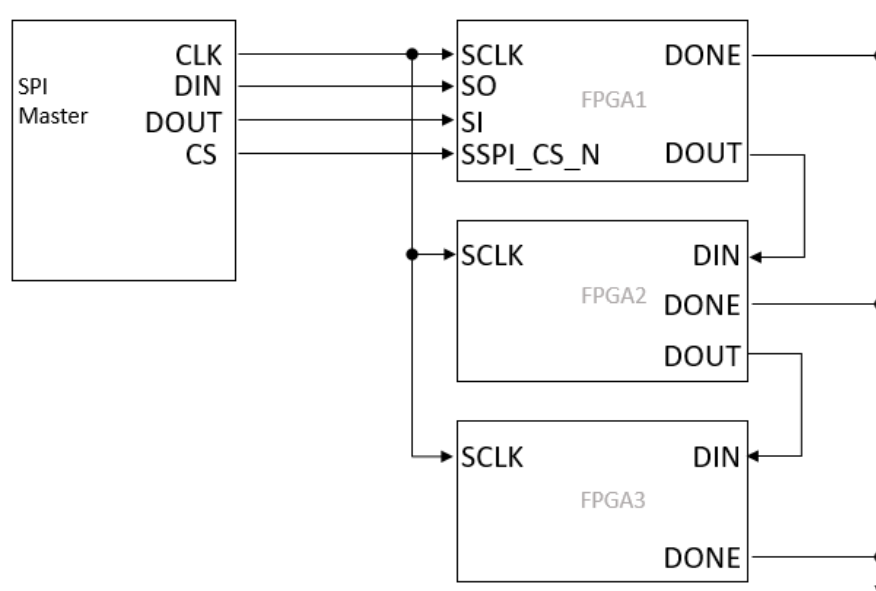 SPI
Master
CLK
DIN
DOUT
CS
SCLK
SO
SI
SSPI_CS_N
FPGA1
DONE
DOUT
SCLK
FPGA2
DIN
DONE
DOUT
SCLK
FPGA3
DIN
DONE